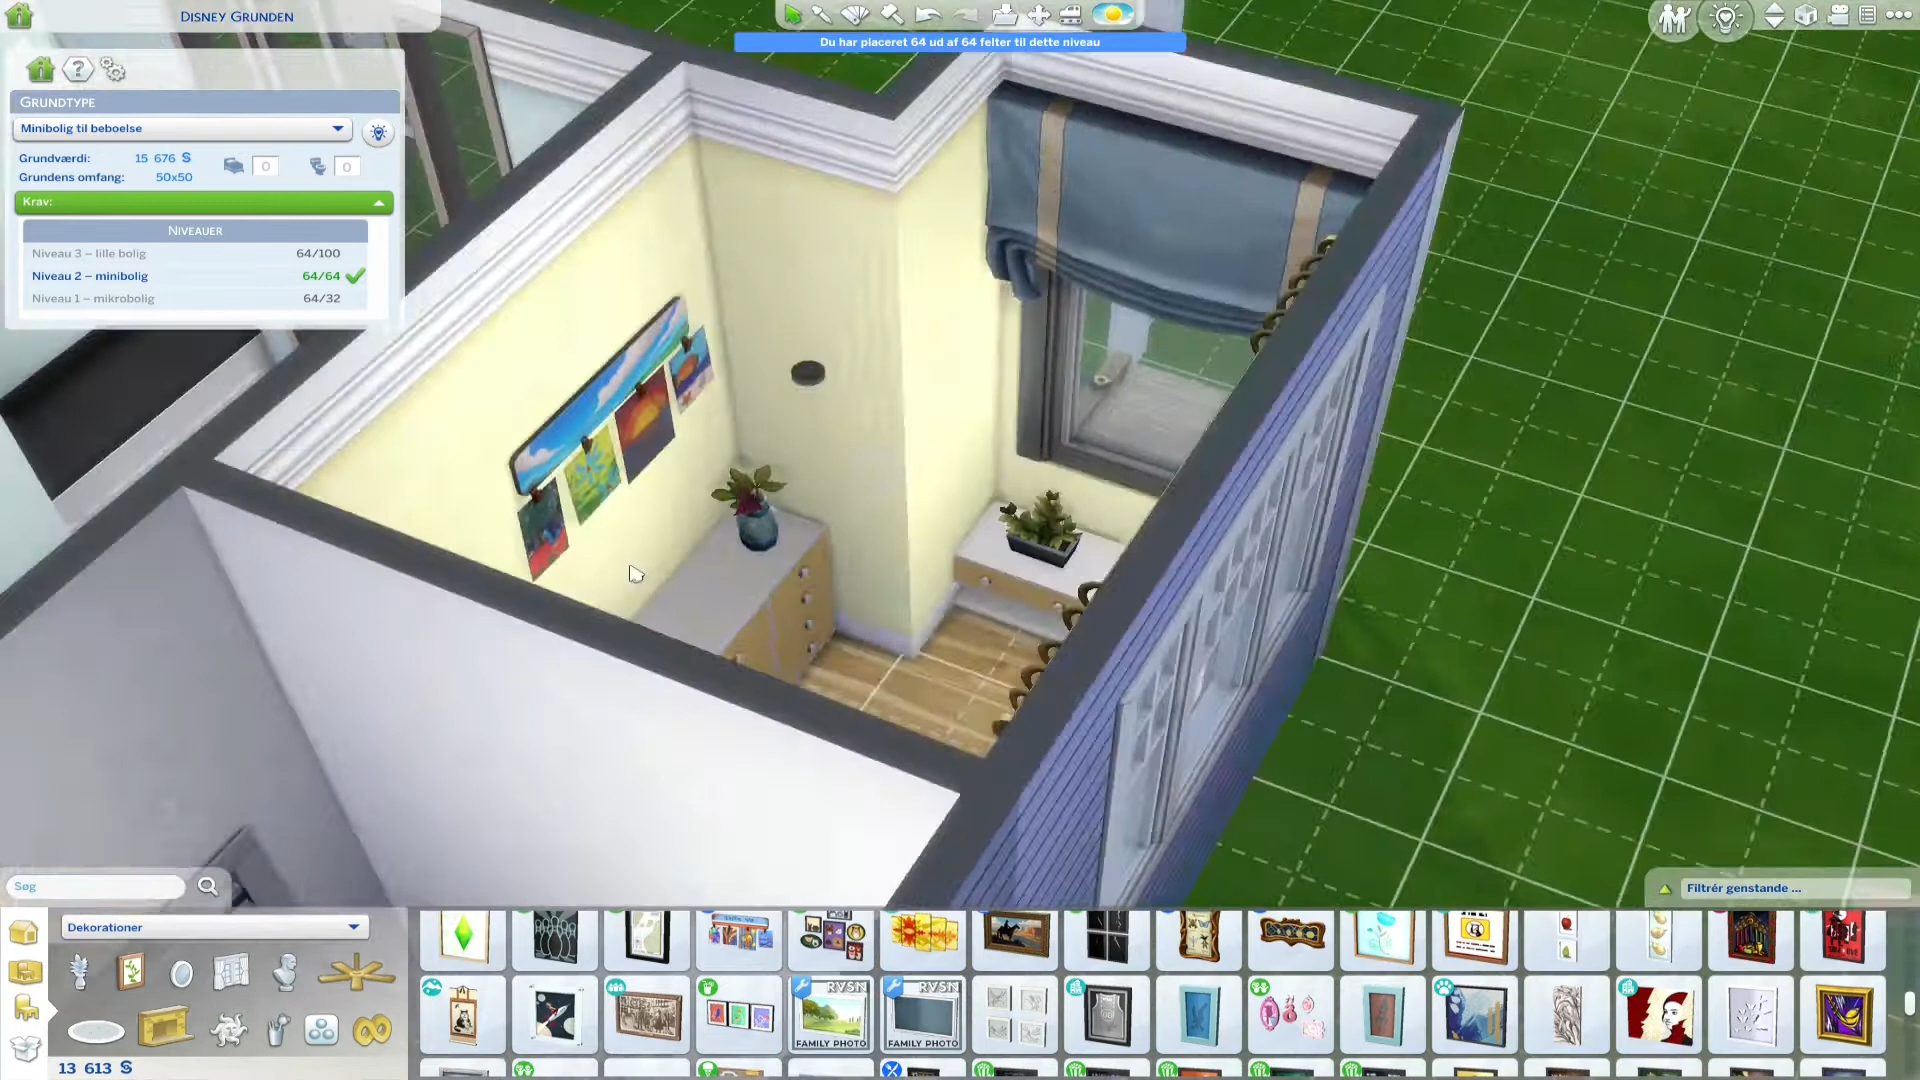 Disney Grunden
Du har placeret 64 ud af 64 felter til dette niveau
Grundtype
Minibolig til beboelse
Grundværdi: 15 676 S
0
0
Grundens omfang: 50x50
Krav:
Niveauer
Niveau 3 – lille bolig 64/100
Niveau 2 – minibolig 64/64
Niveau 1 – mikrobolig 64/32
Søg
Filtrér genstande ...
Dekorationer
RVSN
FAMILY PHOTO
RVSN
FAMILY PHOTO
13 613 S